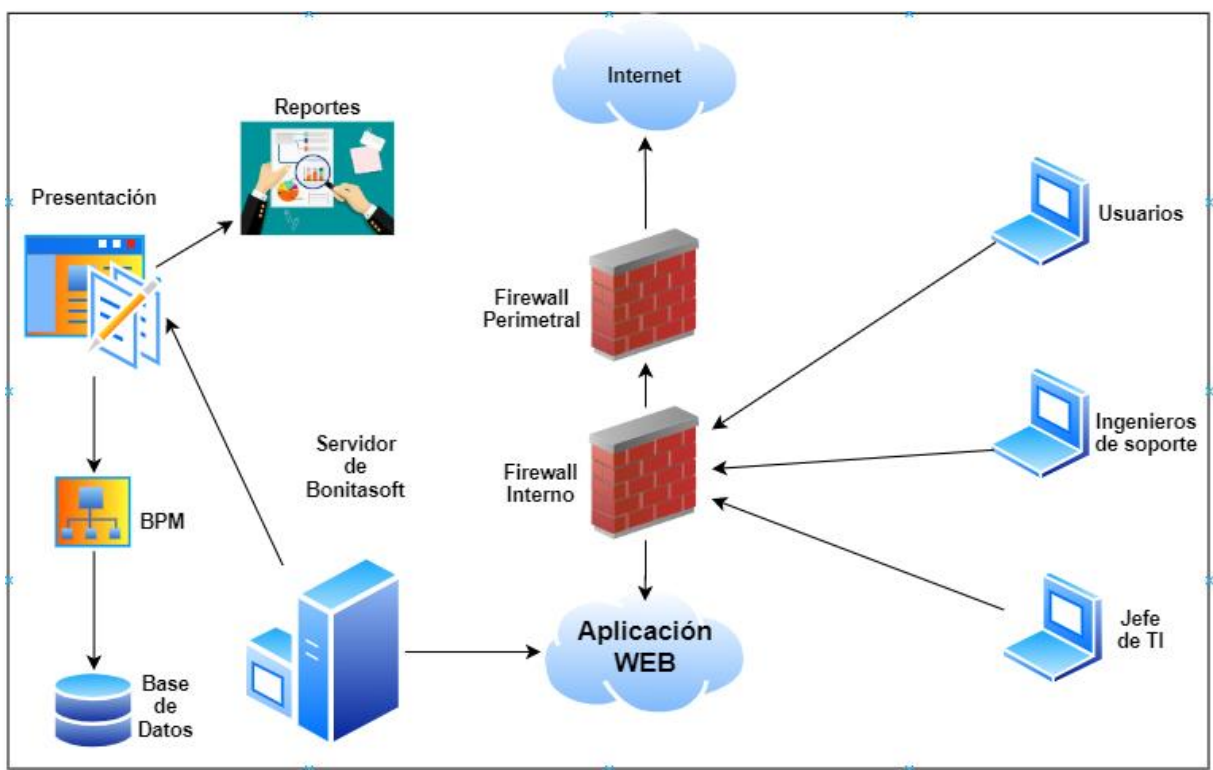 Internet
Reportes
Presentación
Usuarios
Firewall
Perimetral
Ingenieros
de soporte
Servidor
de
Bonitasoft
Firewall
Interno
BPM
Aplicación
WEB
Jefe
de TI
Base
de
Datos